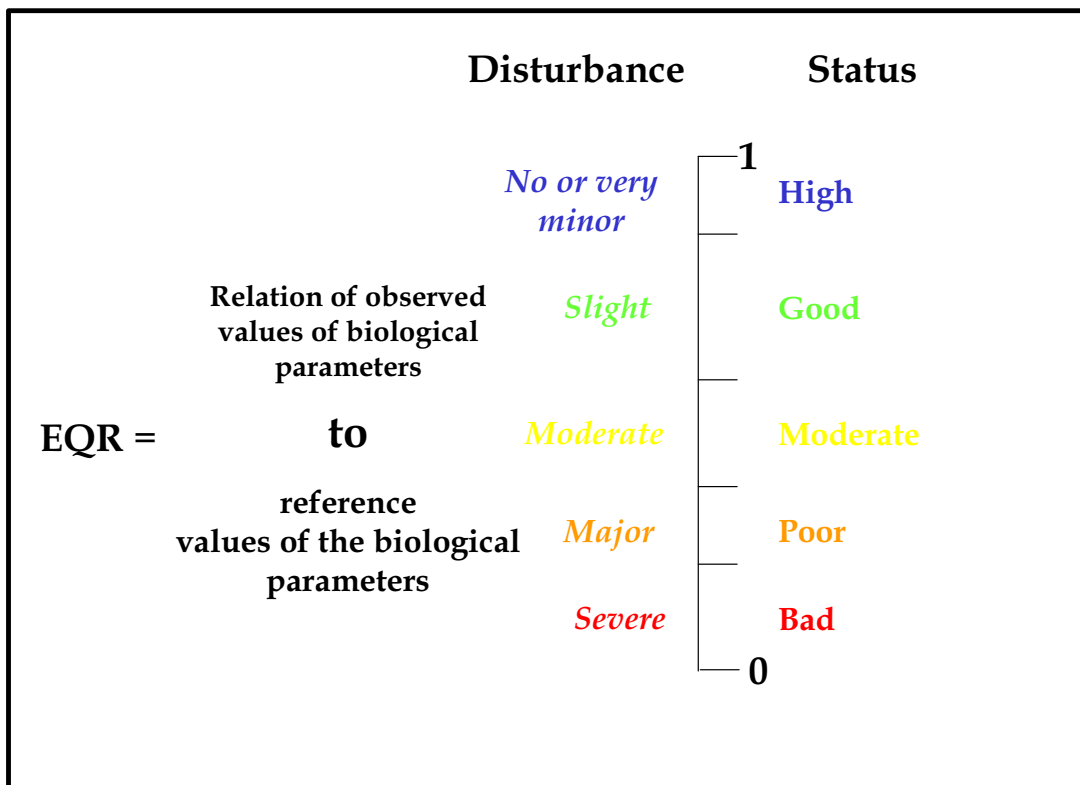 Disturbance Status
1
No or very
minor
High
Relation of observed
values of biological
parameters
Slight
Good
EQR =
to
Moderate
Moderate
reference
values of the biological
parameters
Major
Poor
Severe
Bad
0